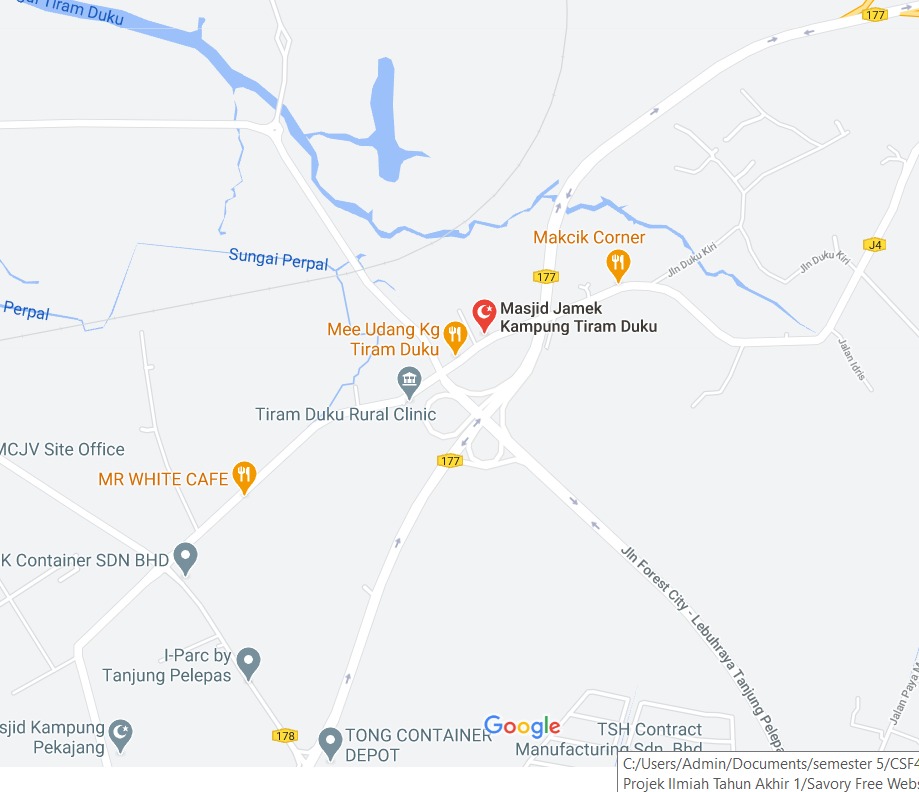 Tiram Duku
177
Makcik Corner
Jln Duku Kiri
Jln Duku Kiri
J4
Sungai Perpal
177
Perpal
Masjid Jamek
Kampung Tiram Duku
Mee Udang Kg
Tiram Duku
Jalan Idris
Tiram Duku Rural Clinic
MCJV Site Office
177
MR WHITE CAFE
K Container SDN BHD
Jln Forest City - Lebuhraya Tanjung Pelepa
I-Parc by
Tanjung Pelepas
Jalan Paya M
sjid Kampung
Pekajang
178
TONG CONTAINER
DEPOT
Google
TSH Contract
Manufacturing Sdn. Bhd
C:/Users/Admin/Documents/semester 5/CSF4
Projek Ilmiah Tahun Akhir 1/Savory Free Webs